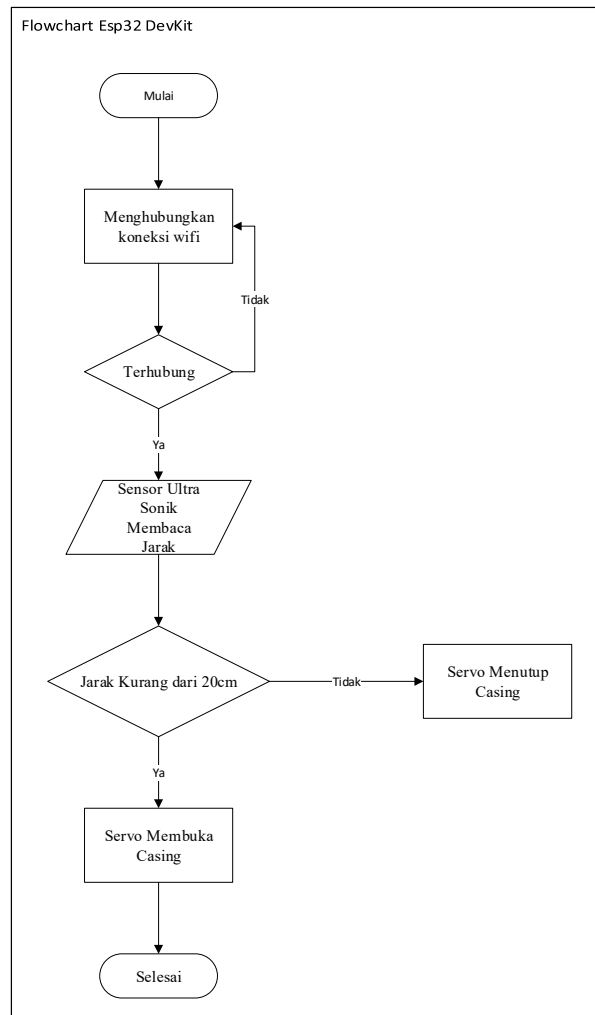 Flowchart Esp32 DevKit
Mulai
Menghubungkan
koneksi wifi
Tidak
Terhubung
Ya
Sensor Ultra
Sonik
Membaca
Jarak
Jarak Kurang dari 20cm
Tidak
Servo Menutup
Casing
Ya
Servo Membuka
Casing
Selesai